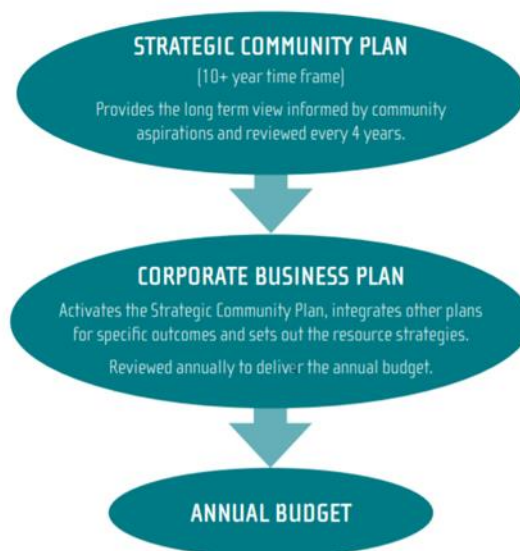 STRATEGIC COMMUNITY PLAN
(10+ year time frame)
Provides the long term view informed by community
aspirations and reviewed every 4 years.
CORPORATE BUSINESS PLAN
Activates the Strategic Community Plan, integrates other plans
for specific outcomes and sets out the resource strategies.
Reviewed annually to deliver the annual budget.
ANNUAL BUDGET